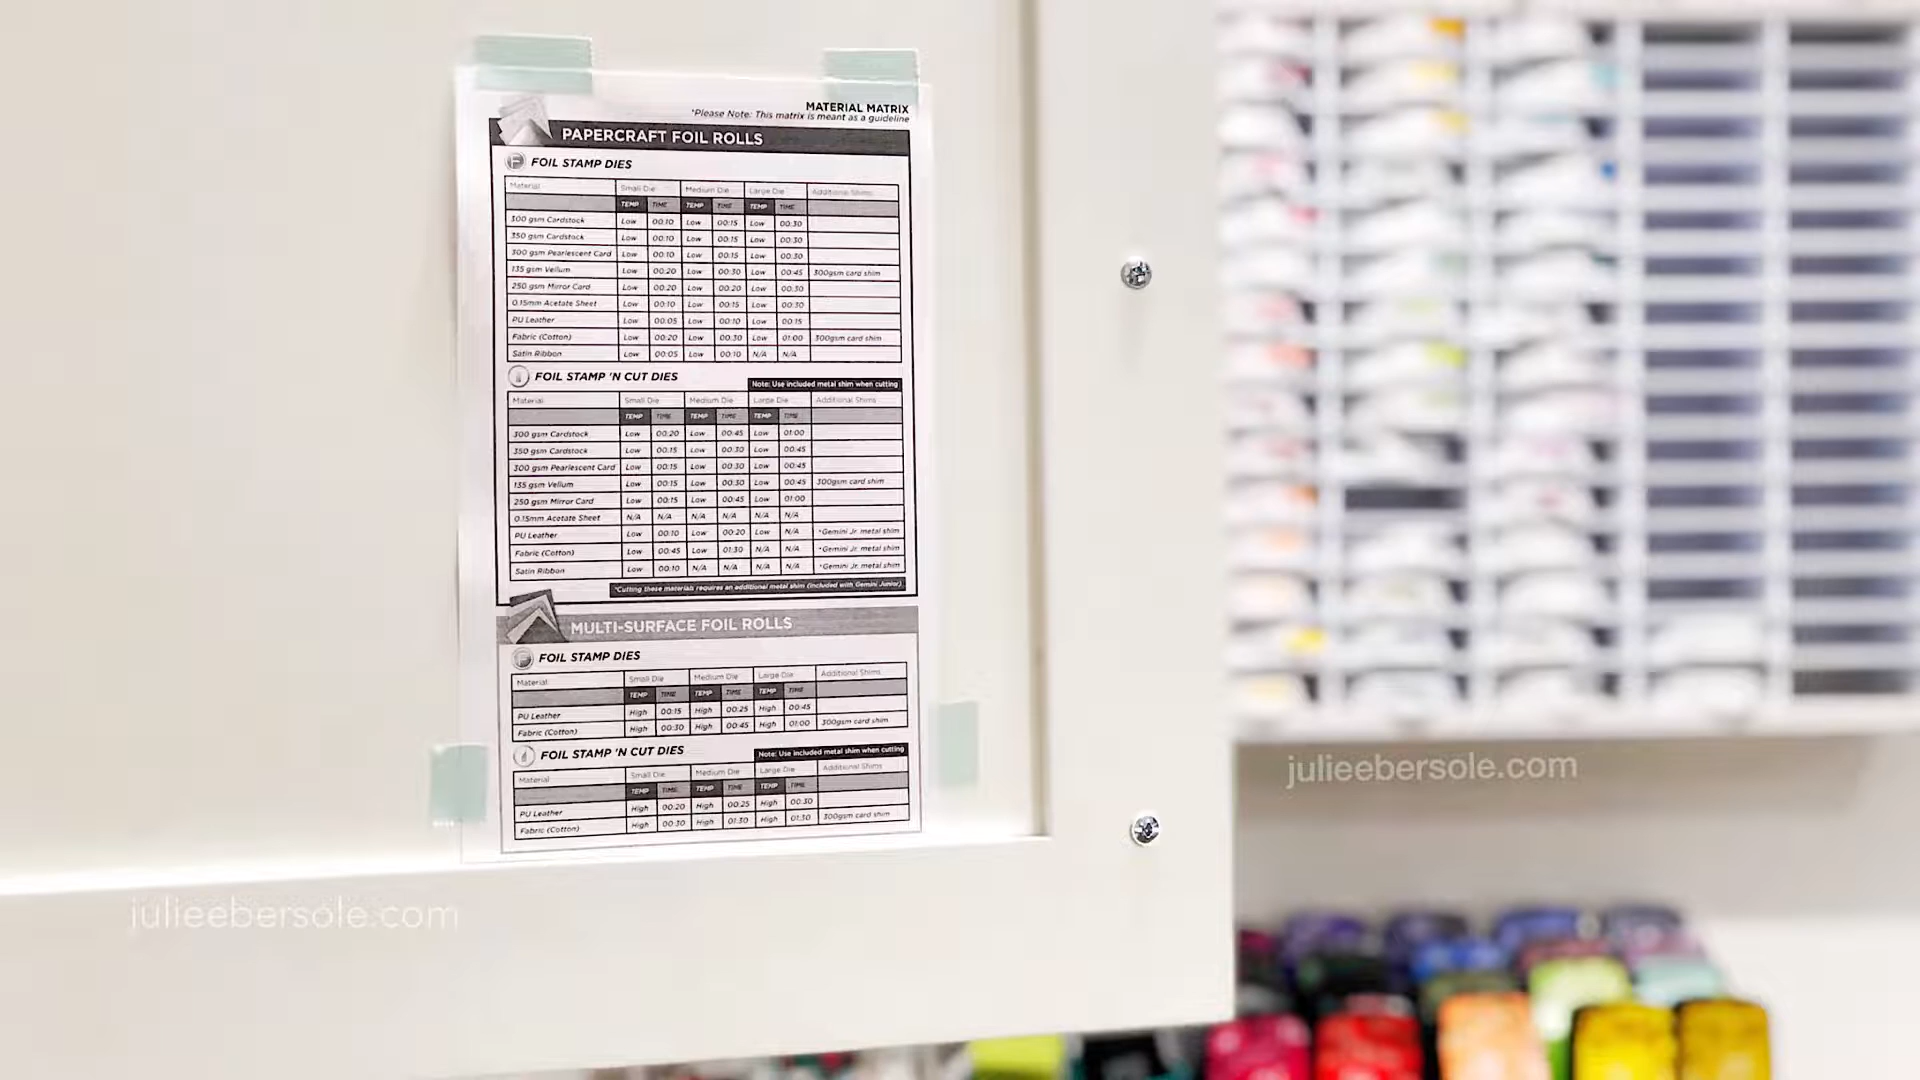 MATERIAL MATRIX
*Please Note: This matrix is meant as a guideline
PAPERCRAFT FOIL ROLLS
F FOIL STAMP DIES
Material Small Die Medium Die Large Die Additional Shims
TEMP TIME TEMP TIME TEMP TIME
300 gsm Cardstock Low 00:10 Low 00:15 Low 00:30
350 gsm Cardstock Low 00:10 Low 00:15 Low 00:30
300 gsm Pearlescent Card Low 00:10 Low 00:15 Low 00:30
135 gsm Vellum Low 00:20 Low 00:30 Low 00:45 300gsm card shim
250 gsm Mirror Card Low 00:20 Low 00:20 Low 00:30
0.15mm Acetate Sheet Low 00:10 Low 00:15 Low 00:30
PU Leather Low 00:05 Low 00:10 Low 00:15
Fabric (Cotton) Low 00:20 Low 00:30 Low 01:00 300gsm card shim
Satin Ribbon Low 00:05 Low 00:10 N/A N/A
FOIL STAMP 'N CUT DIES
Note: Use included metal shim when cutting
Material Small Die Medium Die Large Die Additional Shims
TEMP TIME TEMP TIME TEMP TIME
300 gsm Cardstock Low 00:20 Low 00:45 Low 01:00
350 gsm Cardstock Low 00:15 Low 00:30 Low 00:45
300 gsm Pearlescent Card Low 00:15 Low 00:30 Low 00:45
135 gsm Vellum Low 00:15 Low 00:30 Low 00:45 300gsm card shim
250 gsm Mirror Card Low 00:15 Low 00:45 Low 01:00
0.15mm Acetate Sheet N/A N/A N/A N/A N/A N/A
PU Leather Low 00:10 Low 00:20 Low N/A *Gemini Jr. metal shim
Fabric (Cotton) Low 00:45 Low 01:30 N/A N/A *Gemini Jr. metal shim
Satin Ribbon Low 00:10 N/A N/A N/A N/A *Gemini Jr. metal shim
*Cutting these materials requires an additional metal shim (included with Gemini Junior)
MULTI-SURFACE FOIL ROLLS
F FOIL STAMP DIES
Material Small Die Medium Die Large Die Additional Shims
TEMP TIME TEMP TIME TEMP TIME
PU Leather High 00:15 High 00:25 High 00:45
Fabric (Cotton) High 00:30 High 00:45 High 01:00 300gsm card shim
FOIL STAMP 'N CUT DIES
Note: Use included metal shim when cutting
Material Small Die Medium Die Large Die Additional Shims
TEMP TIME TEMP TIME TEMP TIME
PU Leather High 00:20 High 00:25 High 00:30
Fabric (Cotton) High 00:30 High 01:30 High 01:30 300gsm card shim
julieebersole.com
julieebersole.com